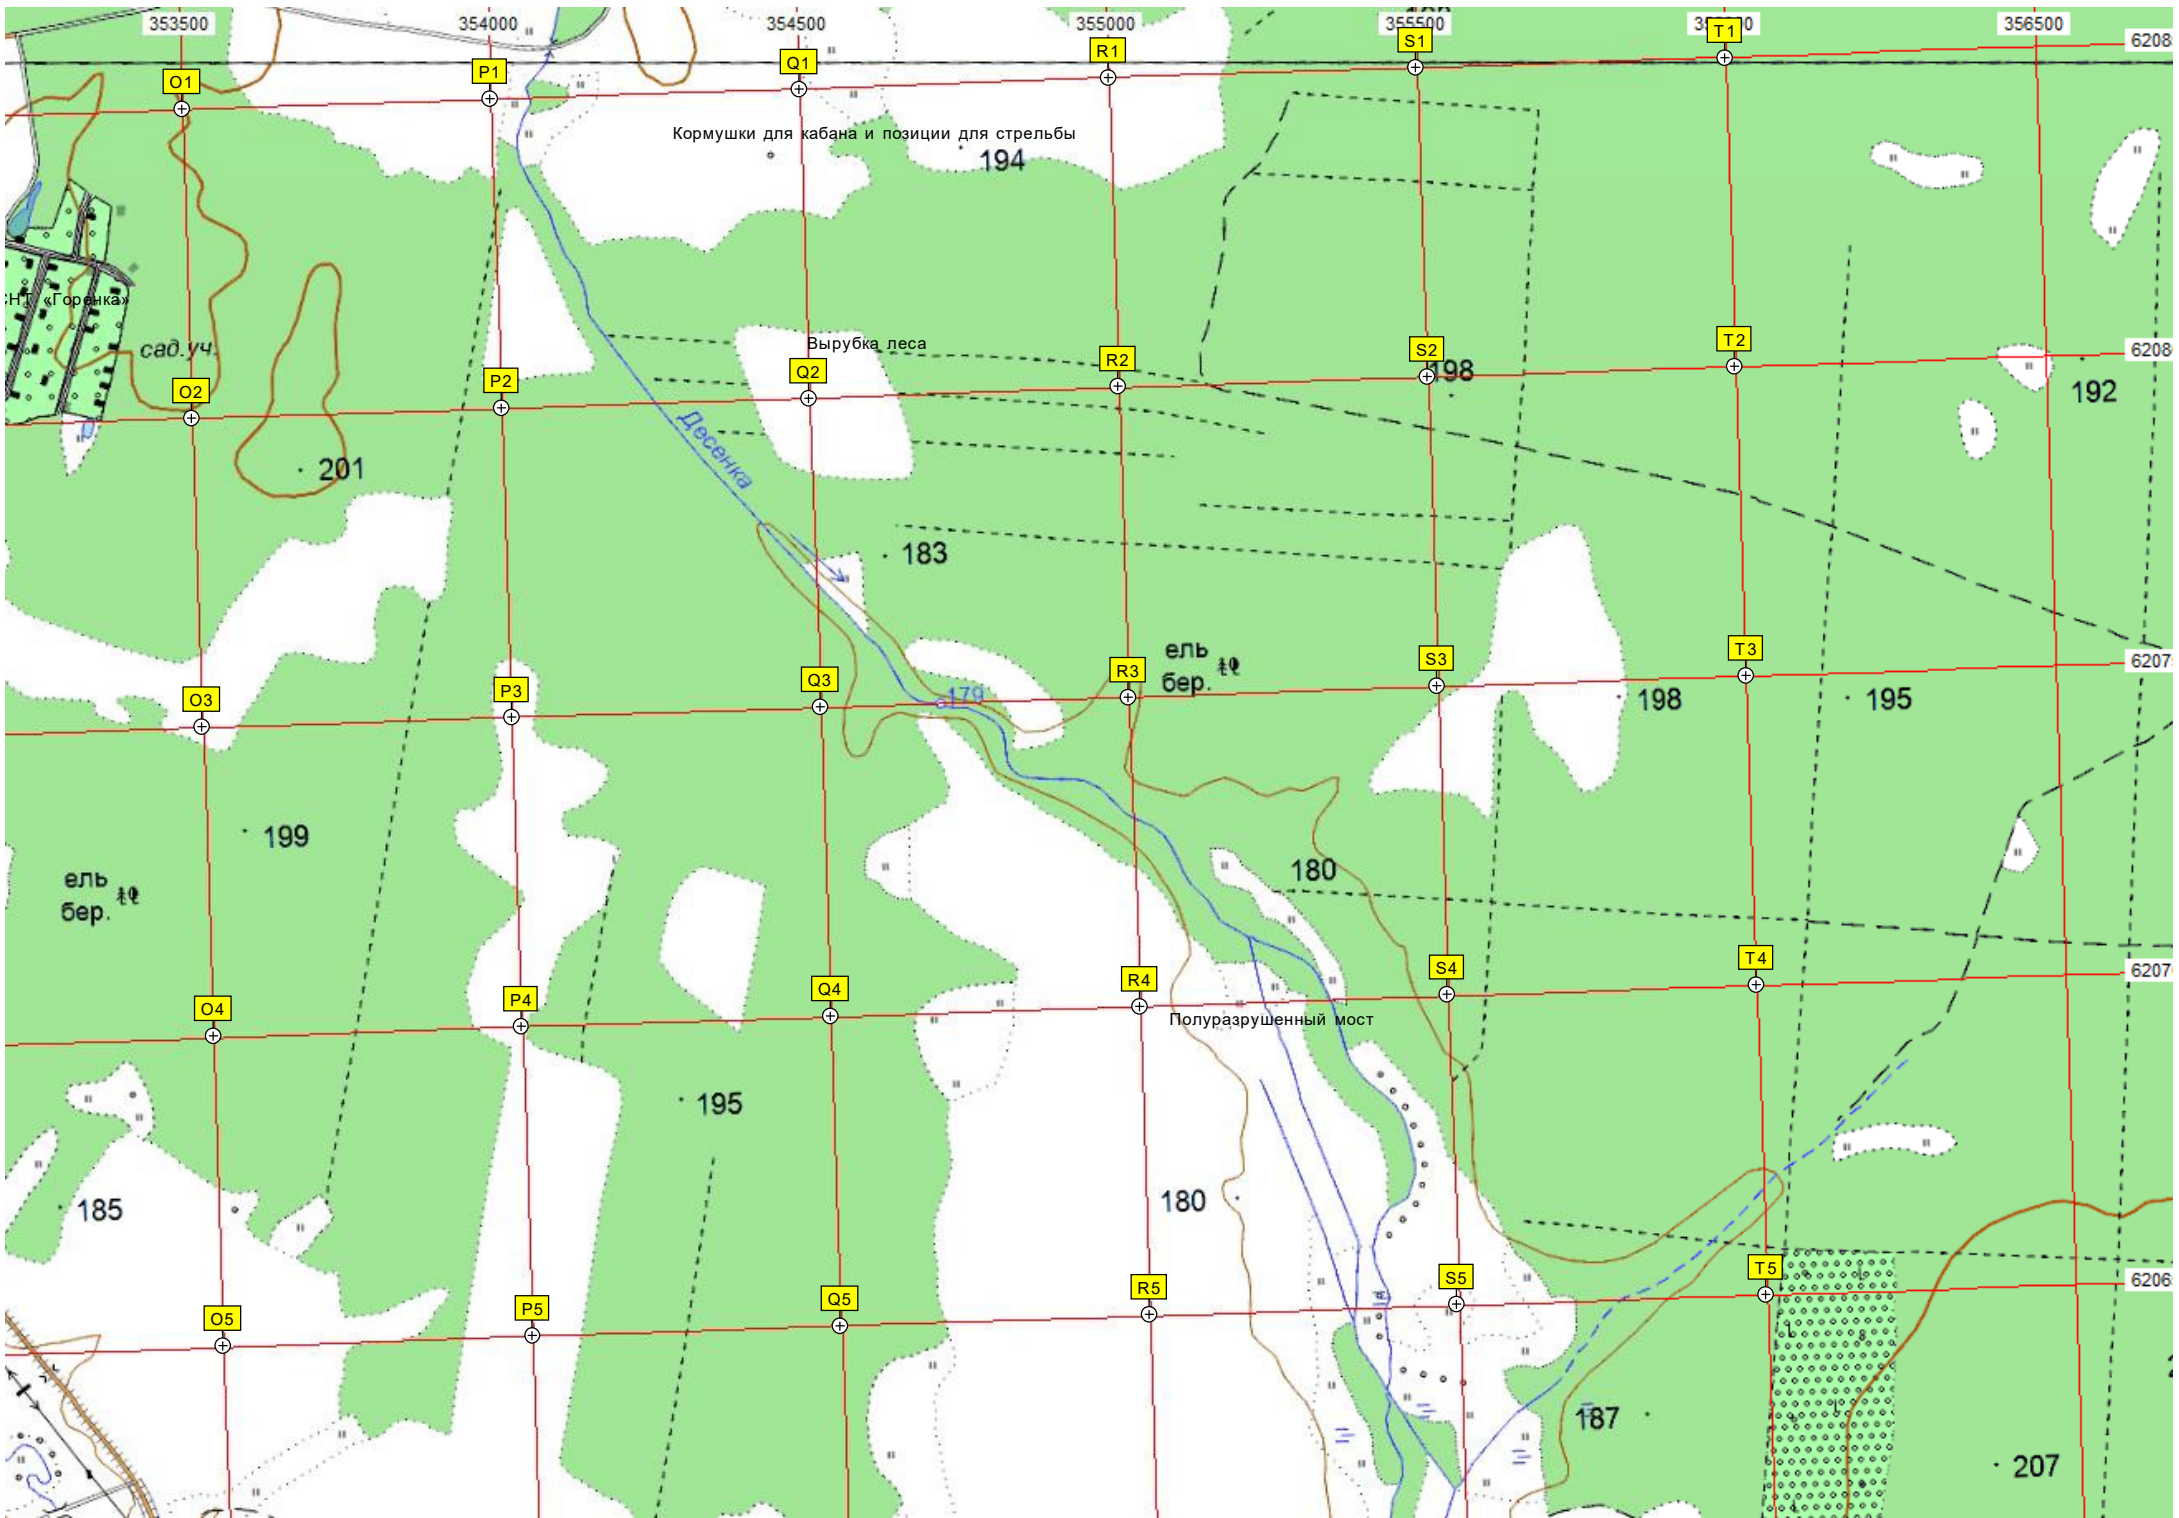 353500 354000 354500 355000 355500 356500
6208
O1 P1 Q1 R1 S1 T1
Кормушки для кабана и позиции для стрельбы
194
СНТ «Горенка»
сад.уч.
Вырубка леса
6208
O2 P2 Q2 R2 S2 T2
198
192
Десенка
201
183
ель
бер.
6207
O3 P3 Q3 R3 S3 T3
179
198
195
199
180
ель
бер.
6207
O4 P4 Q4 R4 S4 T4
Полуразрушенный мост
195
185
180
6206
O5 P5 Q5 R5 S5 T5
187
207